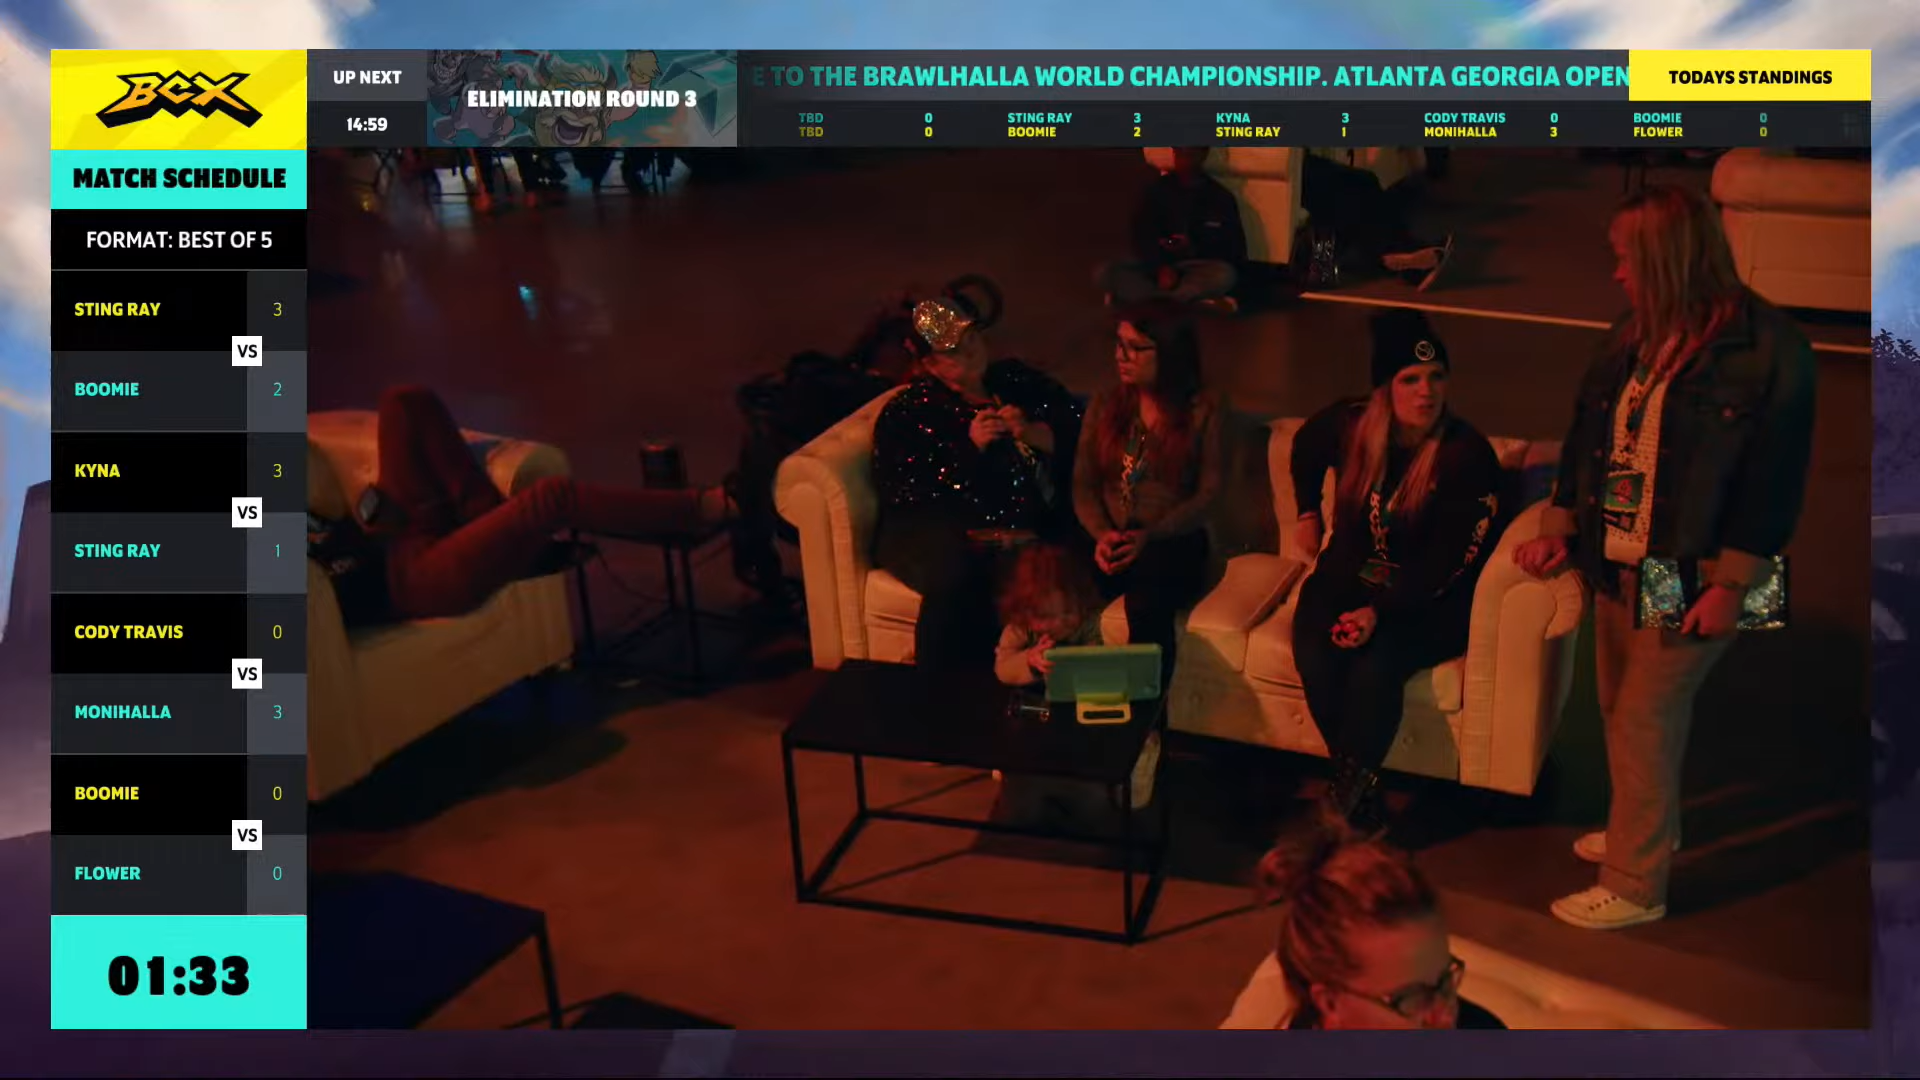 BCX
UP NEXT
14:59
ELIMINATION ROUND 3
E TO THE BRAWLHALLA WORLD CHAMPIONSHIP. ATLANTA GEORGIA OPEN
TODAYS STANDINGS
TBD 0
TBD 0
STING RAY 3
BOOMIE 2
KYNA 3
STING RAY 1
CODY TRAVIS 0
MONIHALLA 3
BOOMIE 0
FLOWER 0
MATCH SCHEDULE
FORMAT: BEST OF 5
STING RAY 3
VS
BOOMIE 2
KYNA 3
VS
STING RAY 1
CODY TRAVIS 0
VS
MONIHALLA 3
BOOMIE 0
VS
FLOWER 0
01:33